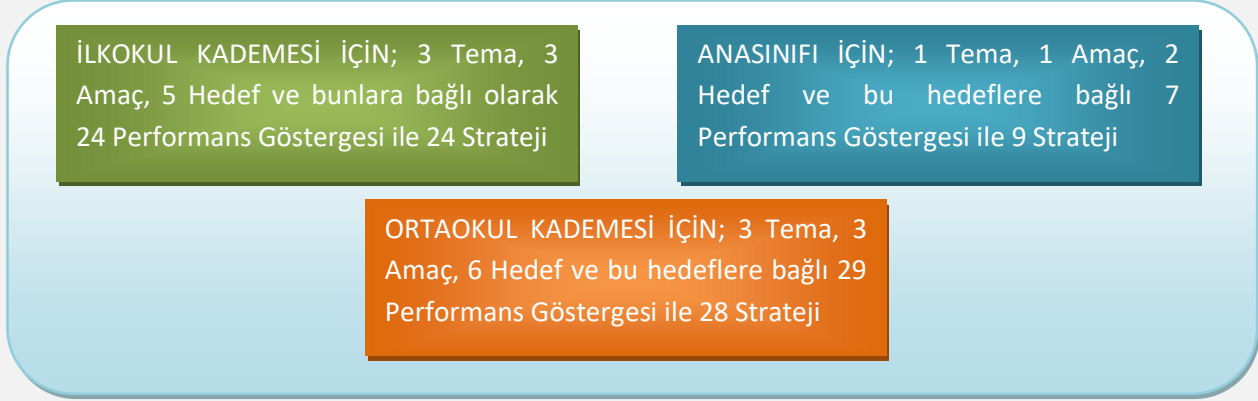 İLKOKUL KADEMESİ İÇİN; 3 Tema, 3
Amaç, 5 Hedef ve bunlara bağlı olarak
24 Performans Göstergesi ile 24 Strateji
ANASINIFI İÇİN; 1 Tema, 1 Amaç, 2
Hedef ve bu hedeflere bağlı 7
Performans Göstergesi ile 9 Strateji
ORTAOKUL KADEMESİ İÇİN; 3 Tema, 3
Amaç, 6 Hedef ve bu hedeflere bağlı 29
Performans Göstergesi ile 28 Strateji